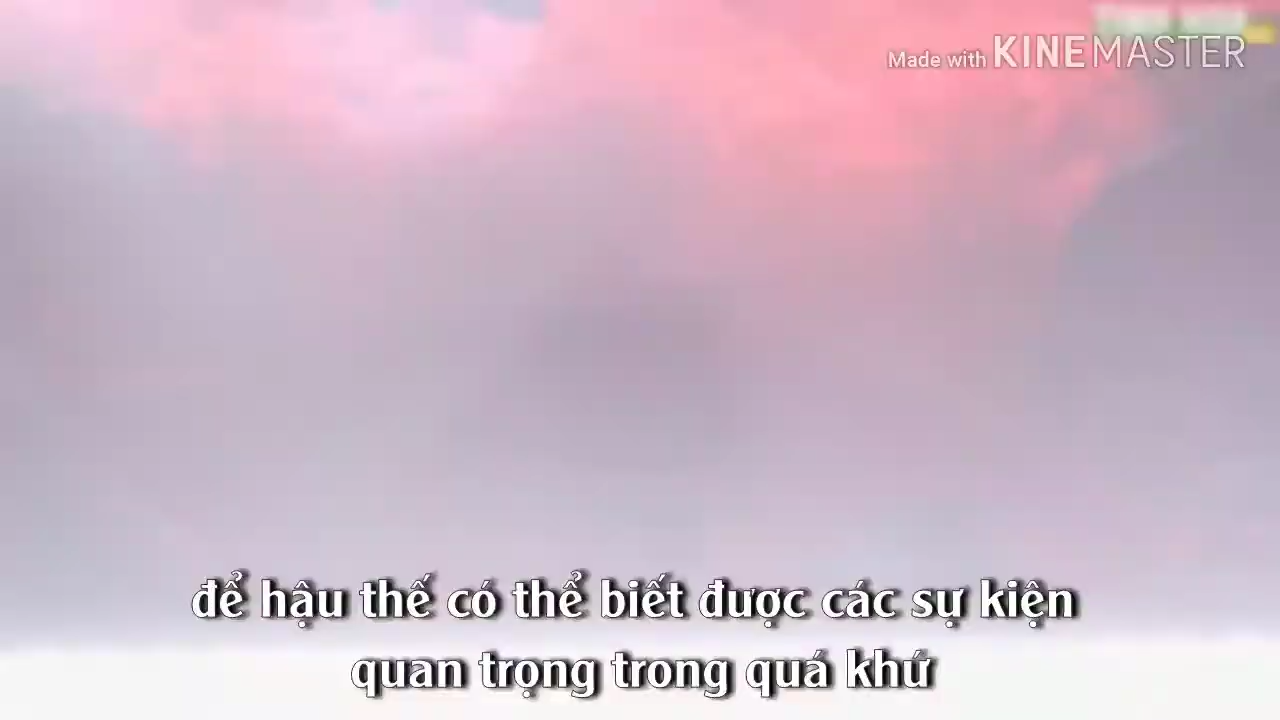 Made with KINEMASTER
để hậu thế có thể biết được các sự kiện
quan trọng trong quá khứ